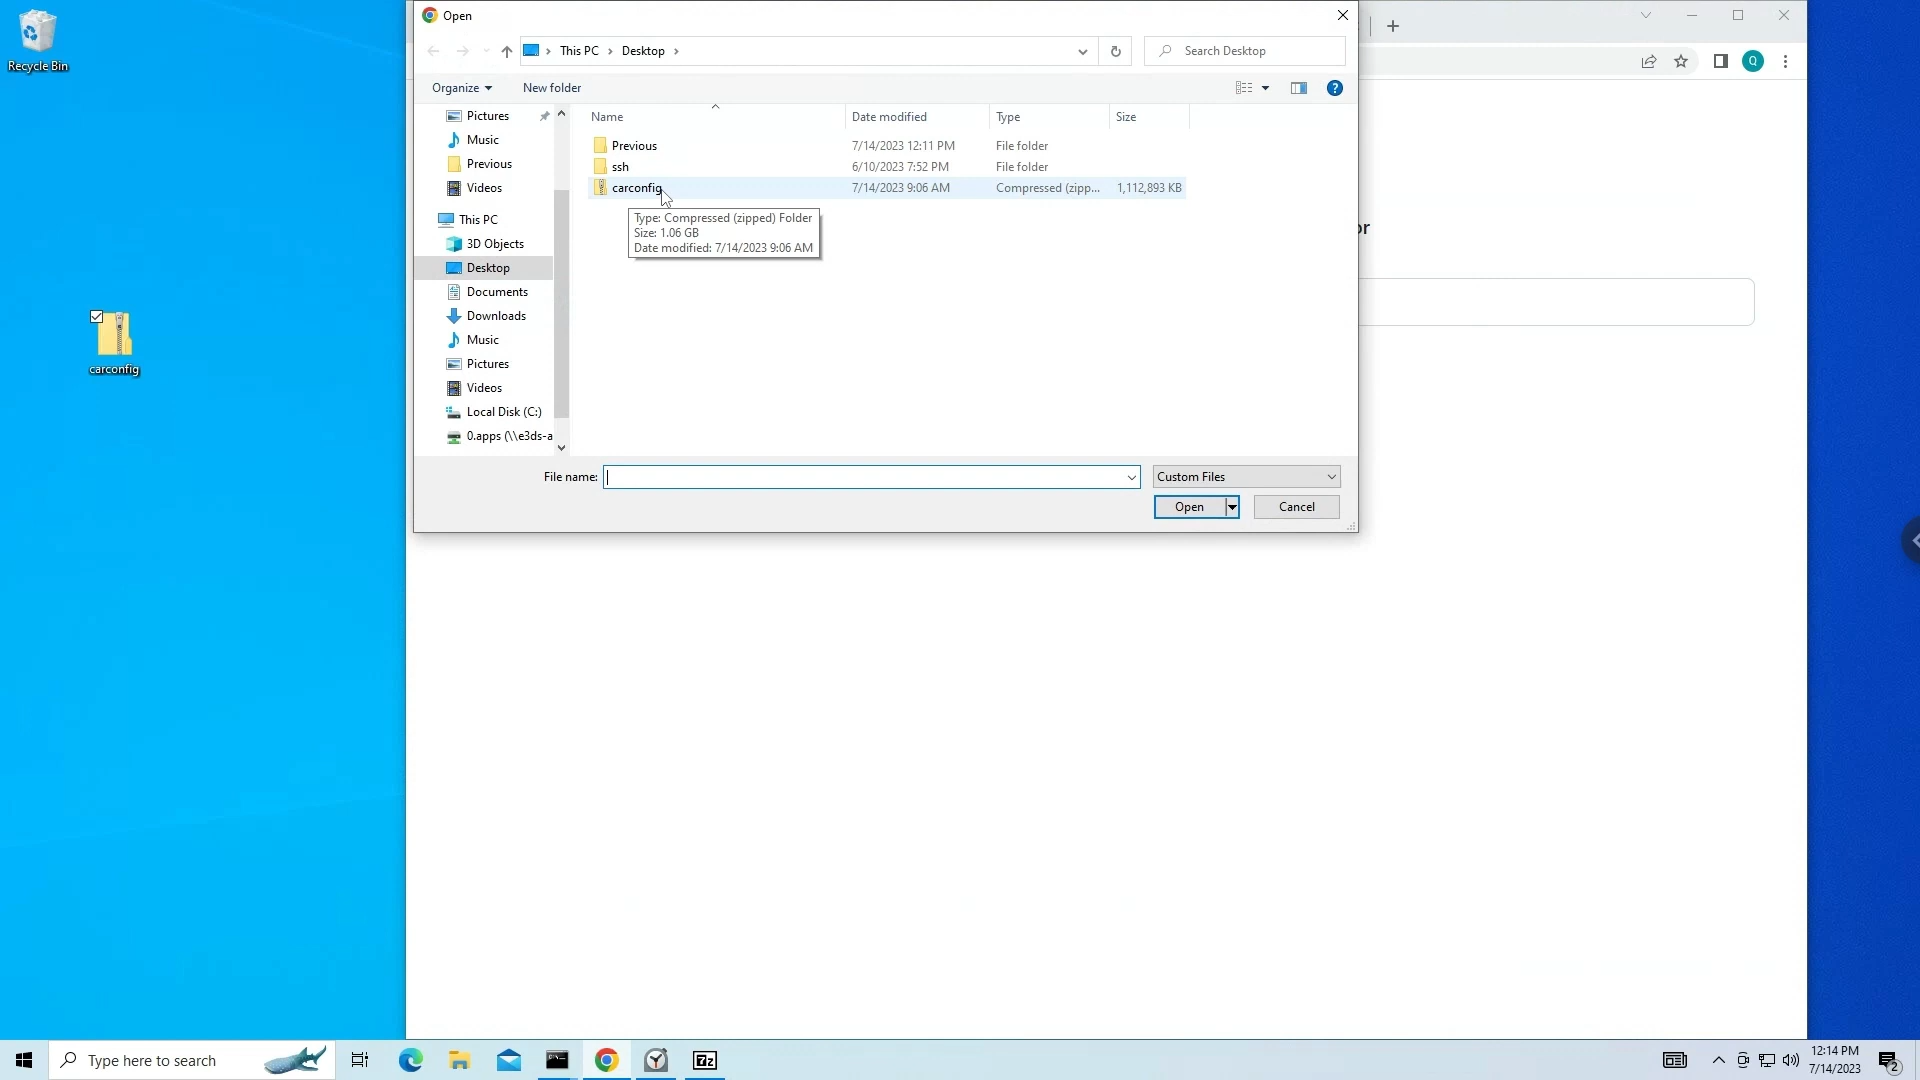 Recycle Bin
carconfig
Open
This PC
Desktop
Search Desktop
Organize
New folder
Name
Date modified
Type
Size
Pictures
Music
Previous
Videos
This PC
3D Objects
Desktop
Documents
Downloads
Music
Pictures
Videos
Local Disk (C:)
0.apps (\\e3ds-a
Previous 7/14/2023 12:11 PM File folder
ssh 6/10/2023 7:52 PM File folder
carconfig 7/14/2023 9:06 AM Compressed (zipp... 1,112,893 KB
Type: Compressed (zipped) Folder
Size: 1.06 GB
Date modified: 7/14/2023 9:06 AM
File name:
Custom Files
Open
Cancel
Q
or
Type here to search
7z
12:14 PM
7/14/2023
2